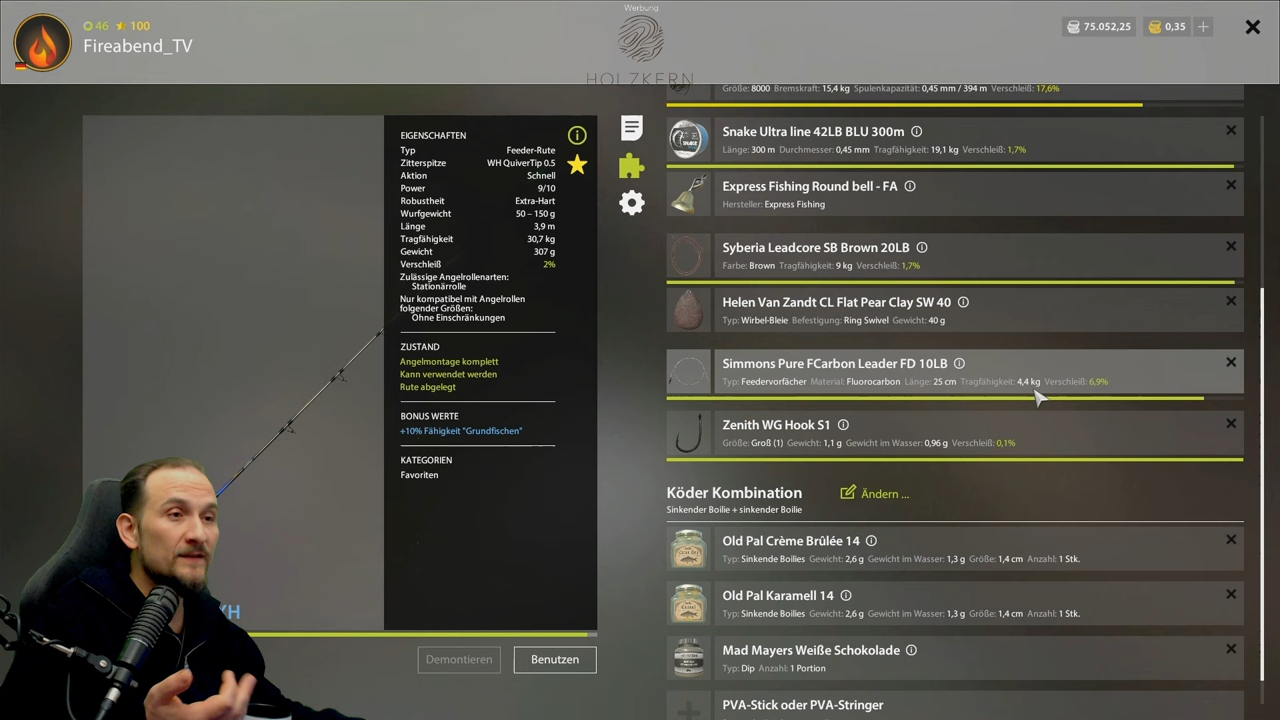 46 100
Fireabend_TV
Werbung
HOLZKERN
75.052,25
0,35
EIGENSCHAFTEN
Typ Feeder-Rute
Zitterspitze WH QuiverTip 0.5
Aktion Schnell
Power 9/10
Robustheit Extra-Hart
Wurfgewicht 50 – 150 g
Länge 3,9 m
Tragfähigkeit 30,7 kg
Gewicht 307 g
Verschleiß 2%
Zulässige Angelrollenarten:
Stationärrolle
Nur kompatibel mit Angelrollen
folgender Größen:
Ohne Einschränkungen
ZUSTAND
Angelmontage komplett
Kann verwendet werden
Rute abgelegt
BONUS WERTE
+10% Fähigkeit "Grundfischen"
KATEGORIEN
Favoriten
Demontieren
Benutzen
Größe: 8000 Bremskraft: 15,4 kg Spulenkapazität: 0,45 mm / 394 m Verschleiß: 17,6%
Snake Ultra line 42LB BLU 300m
Länge: 300 m Durchmesser: 0,45 mm Tragfähigkeit: 19,1 kg Verschleiß: 1,7%
Express Fishing Round bell - FA
Hersteller: Express Fishing
Syberia Leadcore SB Brown 20LB
Farbe: Brown Tragfähigkeit: 9 kg Verschleiß: 1,7%
Helen Van Zandt CL Flat Pear Clay SW 40
Typ: Wirbel-Bleie Befestigung: Ring Swivel Gewicht: 40 g
Simmons Pure FCarbon Leader FD 10LB
Typ: Feedervorfächer Material: Fluorocarbon Länge: 25 cm Tragfähigkeit: 4,4 kg Verschleiß: 6,9%
Zenith WG Hook S1
Größe: Groß (1) Gewicht: 1,1 g Gewicht im Wasser: 0,96 g Verschleiß: 0,1%
Köder Kombination
Ändern ...
Sinkender Boilie + sinkender Boilie
Old Pal Crème Brûlée 14
Typ: Sinkende Boilies Gewicht: 2,6 g Gewicht im Wasser: 1,3 g Größe: 1,4 cm Anzahl: 1 Stk.
Old Pal Karamell 14
Typ: Sinkende Boilies Gewicht: 2,6 g Gewicht im Wasser: 1,3 g Größe: 1,4 cm Anzahl: 1 Stk.
Mad Mayers Weiße Schokolade
Typ: Dip Anzahl: 1 Portion
PVA-Stick oder PVA-Stringer